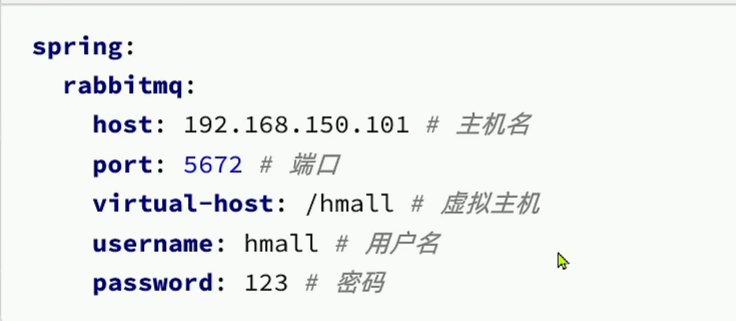 spring:
  rabbitmq:
    host: 192.168.150.101 # 主机名
    port: 5672 # 端口
    virtual-host: /hmall # 虚拟主机
    username: hmall # 用户名
    password: 123 # 密码